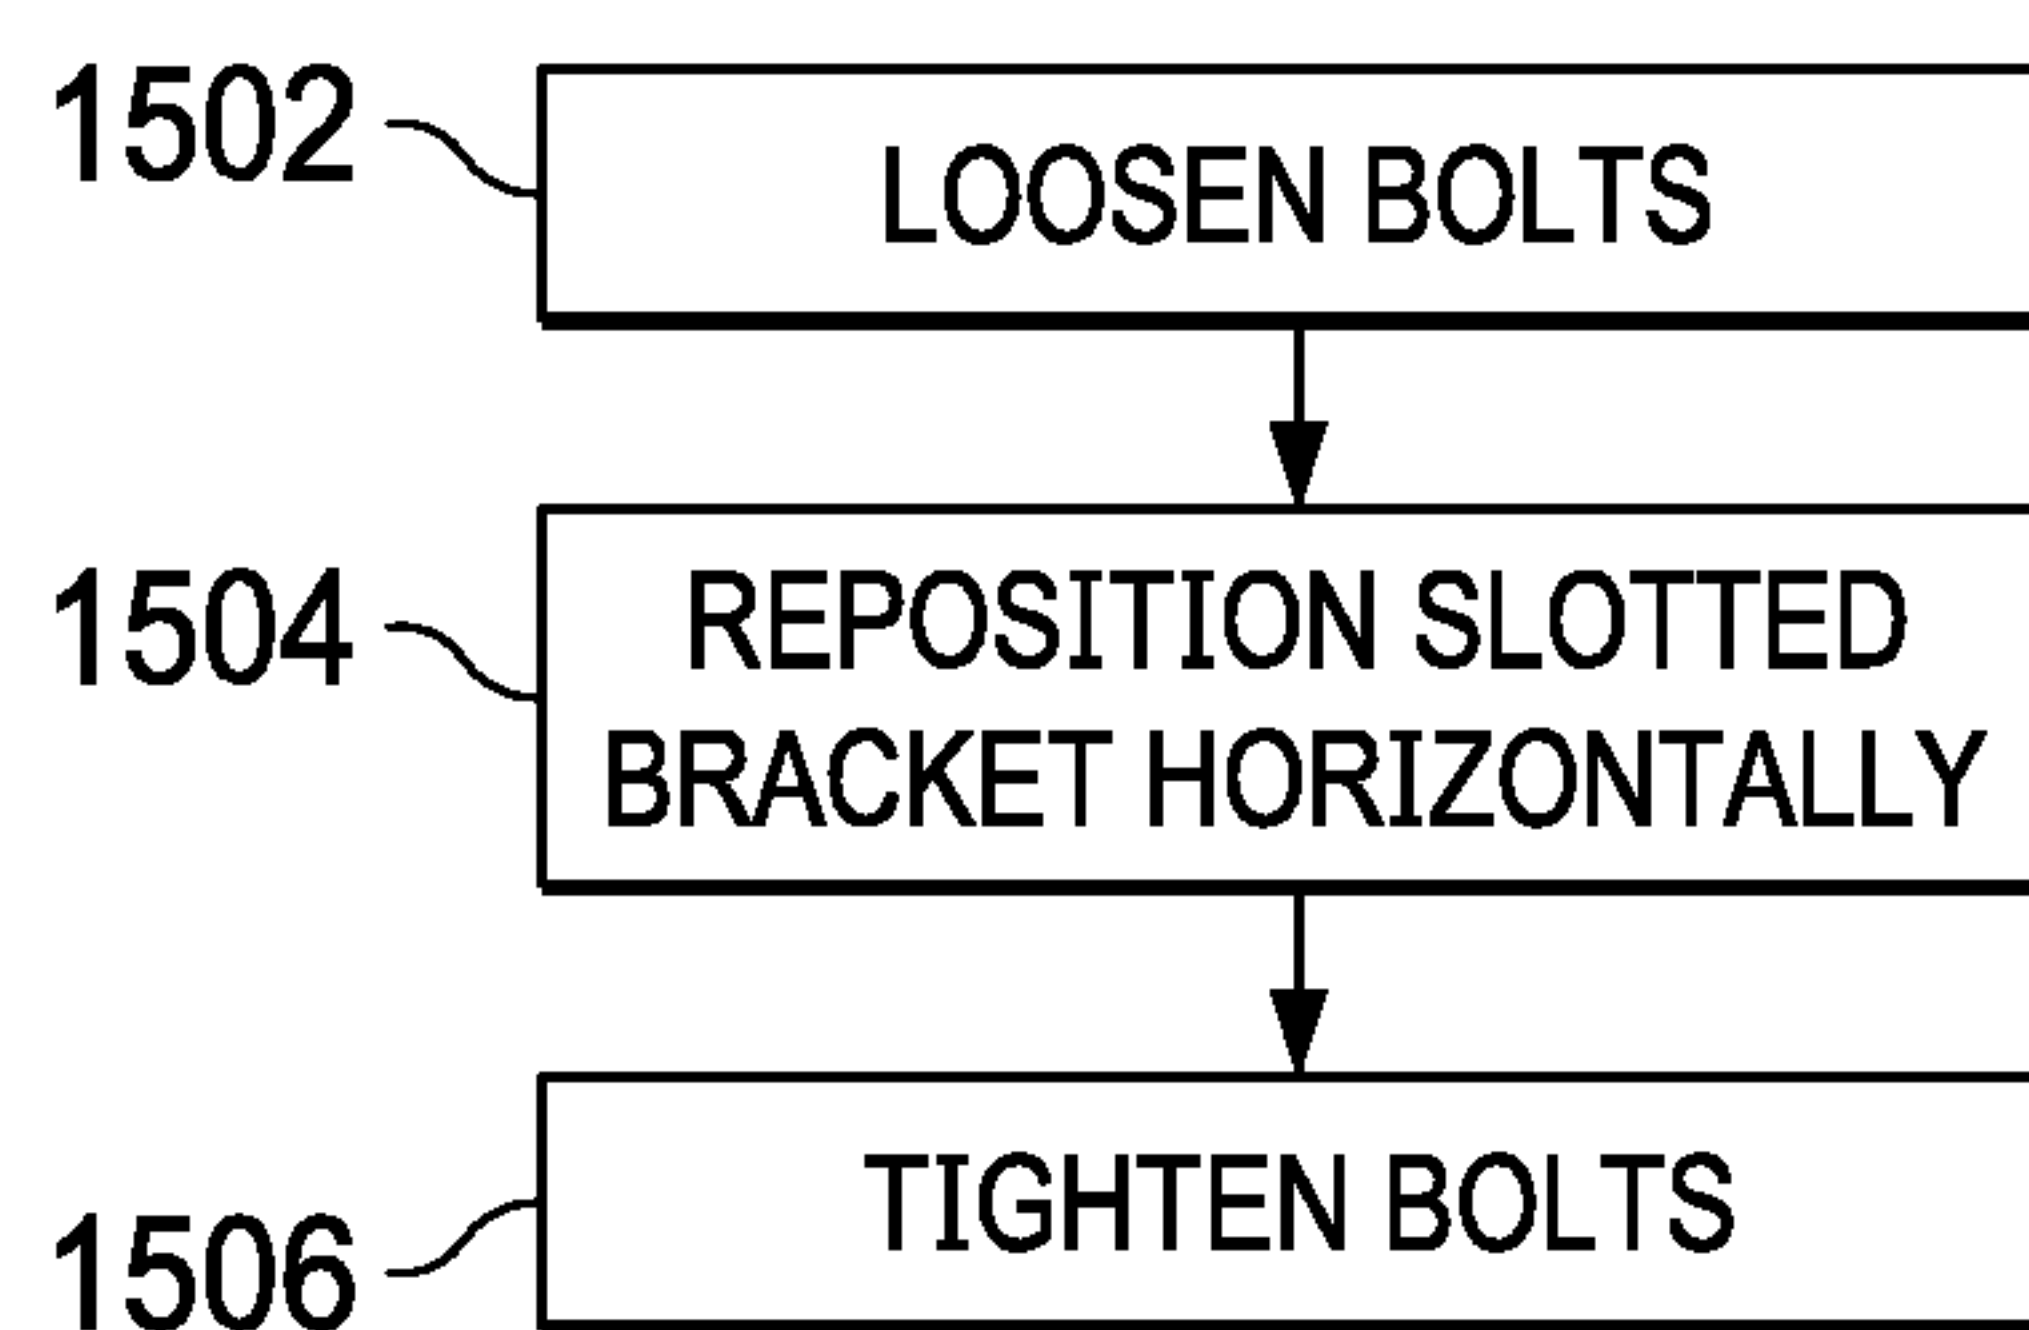 1502
LOOSEN BOLTS
1504
REPOSITION SLOTTED
BRACKET HORIZONTALLY
1506
TIGHTEN BOLTS